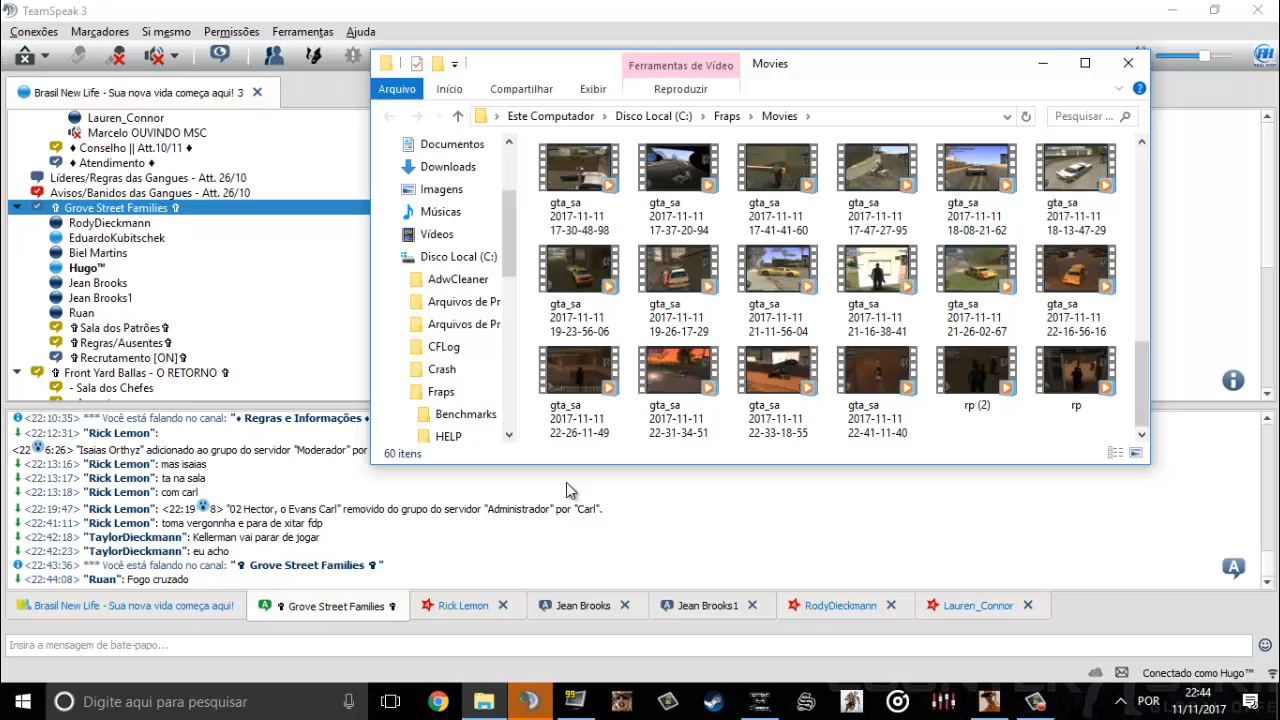 TeamSpeak 3
Conexões Marcadores Si mesmo Permissões Ferramentas Ajuda
Brasil New Life - Sua nova vida começa aqui! 3
Lauren_Connor
Marcelo OUVINDO MSC
♦ Conselho || Att.10/11 ♦
♦ Atendimento ♦
Líderes/Regras das Gangues - Att. 26/10
Avisos/Banidos das Gangues - Att. 26/10
✞ Grove Street Families ✞
RodyDieckmann
EduardoKubitschek
Biel Martins
Hugo™
Jean Brooks
Jean Brooks1
Ruan
✞Sala dos Patrões✞
✞Regras/Ausentes✞
✞Recrutamento [ON]✞
✞ Front Yard Ballas - O RETORNO ✞
- Sala dos Chefes
Ferramentas de Vídeo Movies
Arquivo Início Compartilhar Exibir Reproduzir
Este Computador Disco Local (C:) Fraps Movies
Pesquisar ...
Documentos
Downloads
Imagens
Músicas
Vídeos
Disco Local (C:)
AdwCleaner
Arquivos de Pr
Arquivos de Pr
CFLog
Crash
Fraps
Benchmarks
HELP
gta_sa 2017-11-11 17-30-48-98
gta_sa 2017-11-11 17-37-20-94
gta_sa 2017-11-11 17-41-41-60
gta_sa 2017-11-11 17-47-27-95
gta_sa 2017-11-11 18-08-21-62
gta_sa 2017-11-11 18-13-47-29
gta_sa 2017-11-11 19-23-56-06
gta_sa 2017-11-11 19-26-17-29
gta_sa 2017-11-11 21-11-56-04
gta_sa 2017-11-11 21-16-38-41
gta_sa 2017-11-11 21-26-02-67
gta_sa 2017-11-11 22-16-56-16
gta_sa 2017-11-11 22-26-11-49
gta_sa 2017-11-11 22-31-34-51
gta_sa 2017-11-11 22-33-18-55
gta_sa 2017-11-11 22-41-11-40
rp (2)
rp
60 itens
<22:10:35> *** Você está falando no canal: "♦ Regras e Informações ♦
<22:12:31> "Rick Lemon":
<22 6:26> "Isaias Orthyz" adicionado ao grupo do servidor "Moderador" por
<22:13:16> "Rick Lemon": mas isaias
<22:13:17> "Rick Lemon": ta na sala
<22:13:18> "Rick Lemon": com carl
<22:19:47> "Rick Lemon": <22:19 8> "02 Hector, o Evans Carl" removido do grupo do servidor "Administrador" por "Carl".
<22:41:11> "Rick Lemon": toma vergonnha e para de xitar fdp
<22:42:18> "TaylorDieckmann": Kellerman vai parar de jogar
<22:42:23> "TaylorDieckmann": eu acho
<22:43:36> *** Você está falando no canal: "✞ Grove Street Families ✞"
<22:44:08> "Ruan": Fogo cruzado
Brasil New Life - Sua nova vida começa aqui! ✞ Grove Street Families ✞ Rick Lemon Jean Brooks Jean Brooks1 RodyDieckmann Lauren_Connor
Insira a mensagem de bate-papo...
Conectado como Hugo™
Digite aqui para pesquisar
99
POR
22:44
11/11/2017